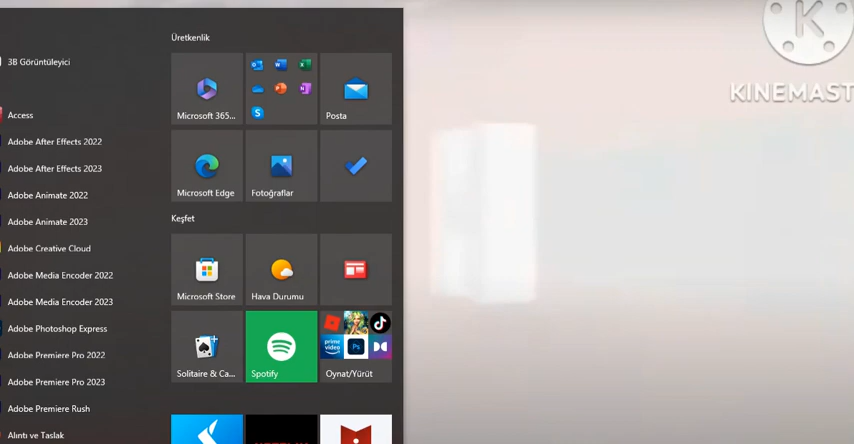 3B Görüntüleyici
Access
Adobe After Effects 2022
Adobe After Effects 2023
Adobe Animate 2022
Adobe Animate 2023
Adobe Creative Cloud
Adobe Media Encoder 2022
Adobe Media Encoder 2023
Adobe Photoshop Express
Adobe Premiere Pro 2022
Adobe Premiere Pro 2023
Adobe Premiere Rush
Alıntı ve Taslak
Üretkenlik
Microsoft 365...
Posta
Microsoft Edge
Fotoğraflar
Keşfet
Microsoft Store
Hava Durumu
Solitaire & Ca...
Spotify
prime
video
Ps
Oynat/Yürüt
K
KINEMAST